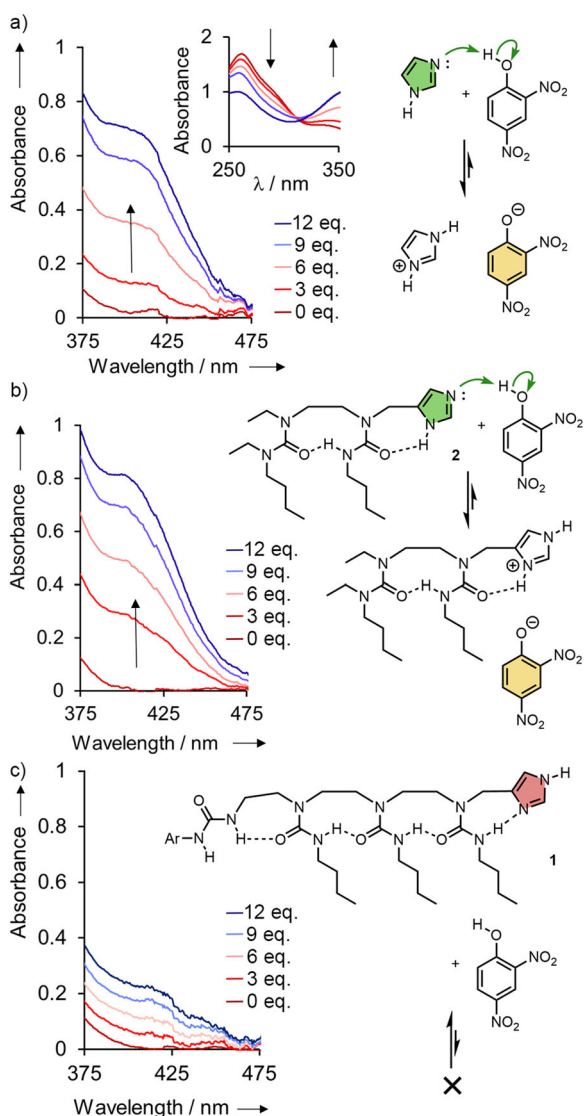 a)
Absorbance
1
0.8
0.6
0.4
0.2
0
375
425
475
Wavelength / nm
Absorbance
2
1
0
250
350
λ / nm
12 eq.
9 eq.
6 eq.
3 eq.
0 eq.
N
:
N
H
+
H
O
NO2
NO2
N
H
N
⊕
H
O
⊖
NO2
NO2
b)
Absorbance
1
0.8
0.6
0.4
0.2
0
375
425
475
Wavelength / nm
12 eq.
9 eq.
6 eq.
3 eq.
0 eq.
N
N
N
:
N
H
N
O
H
N
O
H
2
+
H
O
NO2
NO2
N
N
N
H
N
⊕
N
O
H
N
O
H
O
⊖
NO2
NO2
c)
Absorbance
1
0.8
0.6
0.4
0.2
0
375
425
475
Wavelength / nm
12 eq.
9 eq.
6 eq.
3 eq.
0 eq.
O
N
N
N
N
H
N
Ar
N
H
H
O
N
H
O
N
H
O
N
H
1
H
O
NO2
+
NO2